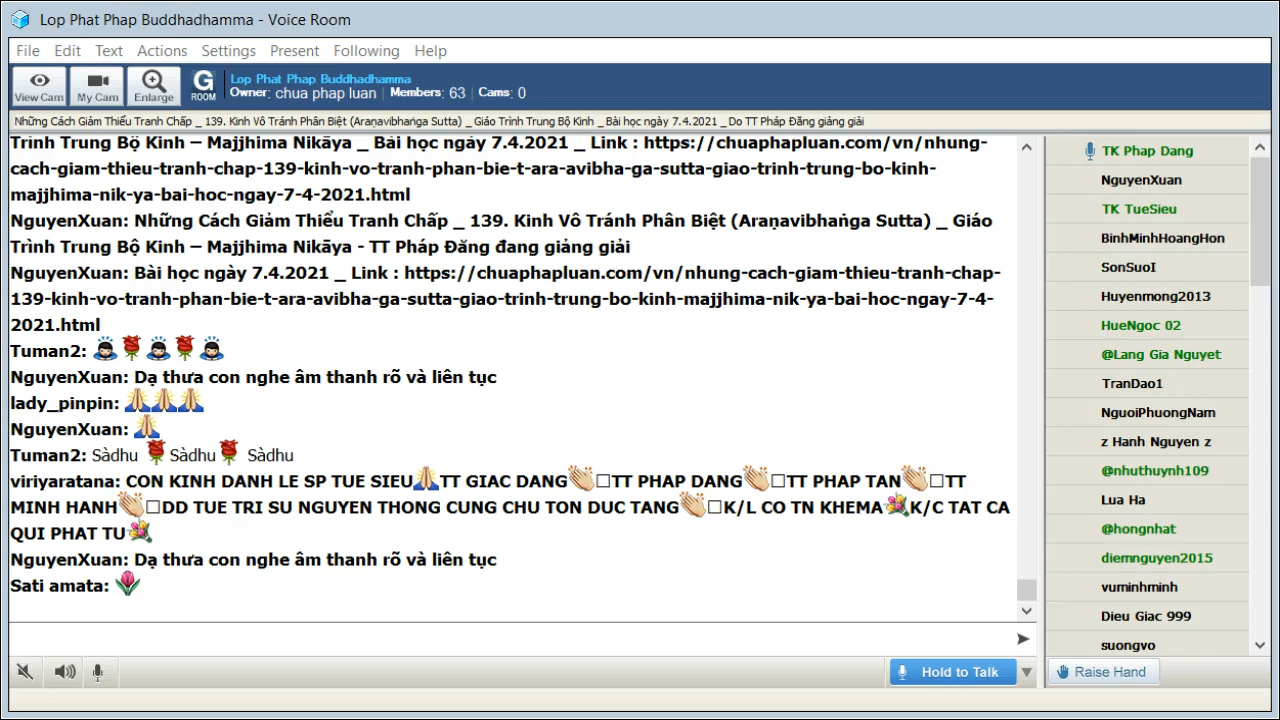 Lop Phat Phap Buddhadhamma - Voice Room
File Edit Text Actions Settings Present Following Help
View Cam My Cam Enlarge G ROOM
Lop Phat Phap Buddhadhamma
Owner: chua phap luan | Members: 63 | Cams: 0
Những Cách Giảm Thiểu Tranh Chấp _ 139. Kinh Vô Tránh Phân Biệt (Araṇavibhaṅga Sutta) _ Giáo Trình Trung Bộ Kinh _ Bài học ngày 7.4.2021 _ Do TT Pháp Đăng giảng giải
Trình Trung Bộ Kinh – Majjhima Nikāya _ Bài học ngày 7.4.2021 _ Link : https://chuaphapluan.com/vn/nhung-
cach-giam-thieu-tranh-chap-139-kinh-vo-tranh-phan-bie-t-ara-avibha-ga-sutta-giao-trinh-trung-bo-kinh-
majjhima-nik-ya-bai-hoc-ngay-7-4-2021.html
NguyenXuan: Những Cách Giảm Thiểu Tranh Chấp _ 139. Kinh Vô Tránh Phân Biệt (Araṇavibhaṅga Sutta) _ Giáo
Trình Trung Bộ Kinh – Majjhima Nikāya - TT Pháp Đăng đang giảng giải
NguyenXuan: Bài học ngày 7.4.2021 _ Link : https://chuaphapluan.com/vn/nhung-cach-giam-thieu-tranh-chap-
139-kinh-vo-tranh-phan-bie-t-ara-avibha-ga-sutta-giao-trinh-trung-bo-kinh-majjhima-nik-ya-bai-hoc-ngay-7-4-
2021.html
Tuman2: 🙇🌹🙇🌹🙇
NguyenXuan: Dạ thưa con nghe âm thanh rõ và liên tục
lady_pinpin: 🙏🙏🙏
NguyenXuan: 🙏
Tuman2: Sàdhu 🌹Sàdhu🌹 Sàdhu
viriyaratana: CON KINH DANH LE SP TUE SIEU🙏TT GIAC DANG👏□TT PHAP DANG👏□TT PHAP TAN👏□TT
MINH HANH👏□DD TUE TRI SU NGUYEN THONG CUNG CHU TON DUC TANG👏□K/L CO TN KHEMA💐K/C TAT CA
QUI PHAT TU💐
NguyenXuan: Dạ thưa con nghe âm thanh rõ và liên tục
Sati amata: 🌷
Hold to Talk
TK Phap Dang
NguyenXuan
TK TueSieu
BinhMinhHoangHon
SonSuoI
Huyenmong2013
HueNgoc 02
@Lang Gia Nguyet
TranDao1
NguoiPhuongNam
z Hanh Nguyen z
@nhuthuynh109
Lua Ha
@hongnhat
diemnguyen2015
vuminhminh
Dieu Giac 999
suongvo
Raise Hand